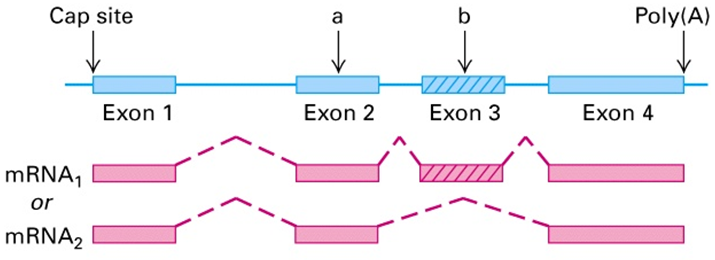 Cap site a b Poly(A)
Exon 1 Exon 2 Exon 3 Exon 4
mRNA₁
or
mRNA₂